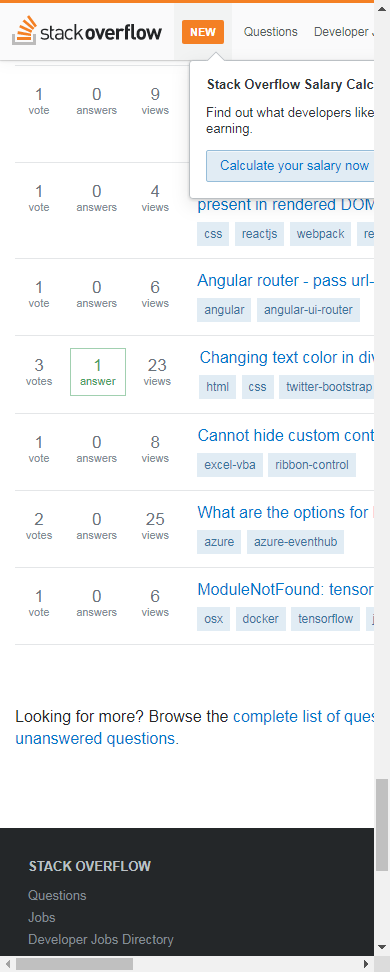 stackoverflow NEW Questions Developer J
Stack Overflow Salary Calc
Find out what developers like
earning.
Calculate your salary now
1 0 9
vote answers views
1 0 4
vote answers views
present in rendered DOM
css reactjs webpack re
1 0 6
vote answers views
Angular router - pass url-
angular angular-ui-router
3 1 23
votes answer views
Changing text color in div
html css twitter-bootstrap
1 0 8
vote answers views
Cannot hide custom cont
excel-vba ribbon-control
2 0 25
votes answers views
What are the options for
azure azure-eventhub
1 0 6
vote answers views
ModuleNotFound: tensor
osx docker tensorflow
Looking for more? Browse the complete list of ques
unanswered questions.
STACK OVERFLOW
Questions
Jobs
Developer Jobs Directory